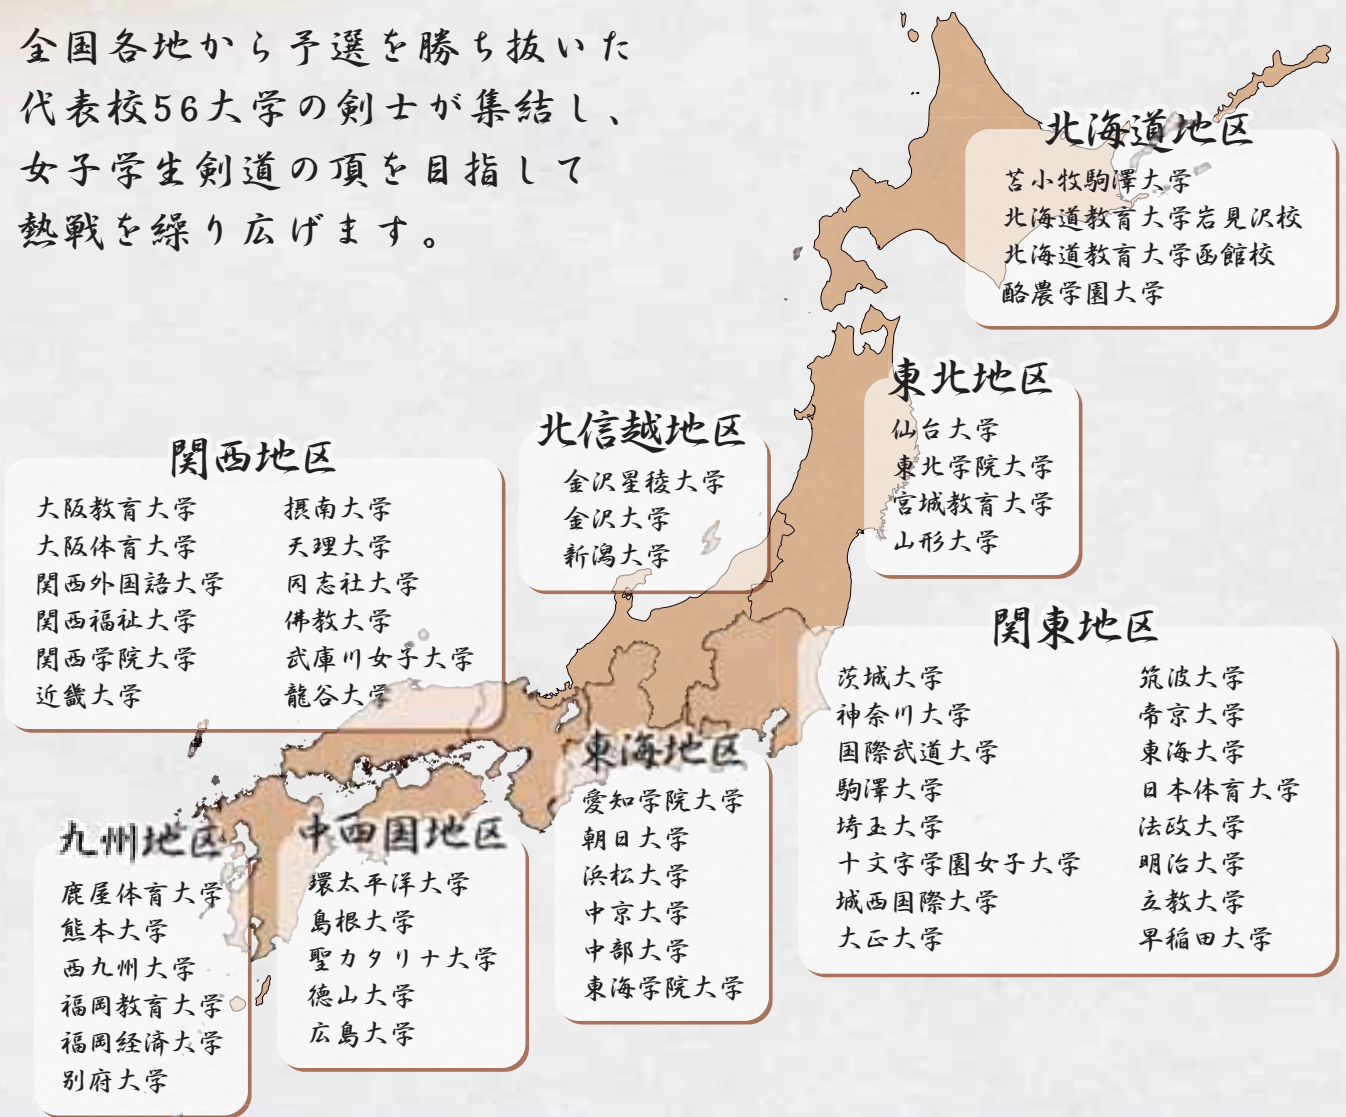 全国各地から予選を勝ち抜いた
代表校56大学の剣士が集結し、
女子学生剣道の頂を目指して
熱戦を繰り広げます。
北海道地区
苫小牧駒澤大学
北海道教育大学岩見沢校
北海道教育大学函館校
酪農学園大学
東北地区
仙台大学
東北学院大学
宮城教育大学
山形大学
北信越地区
金沢星稜大学
金沢大学
新潟大学
関西地区
大阪教育大学
大阪体育大学
関西外国語大学
関西福祉大学
関西学院大学
近畿大学
摂南大学
天理大学
同志社大学
佛教大学
武庫川女子大学
龍谷大学
関東地区
茨城大学
神奈川大学
国際武道大学
駒澤大学
埼玉大学
十文字学園女子大学
城西国際大学
大正大学
筑波大学
帝京大学
東海大学
日本体育大学
法政大学
明治大学
立教大学
早稲田大学
東海地区
愛知学院大学
朝日大学
浜松大学
中京大学
中部大学
東海学院大学
中四国地区
環太平洋大学
島根大学
聖カタリナ大学
徳山大学
広島大学
九州地区
鹿屋体育大学
熊本大学
西九州大学
福岡教育大学
福岡経済大学
別府大学